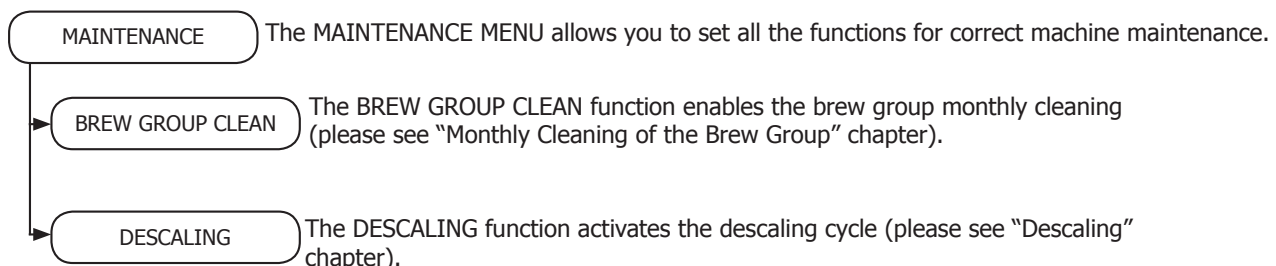 MAINTENANCE The MAINTENANCE MENU allows you to set all the functions for correct machine maintenance.
BREW GROUP CLEAN The BREW GROUP CLEAN function enables the brew group monthly cleaning
(please see “Monthly Cleaning of the Brew Group” chapter).
DESCALING The DESCALING function activates the descaling cycle (please see “Descaling”
chapter).